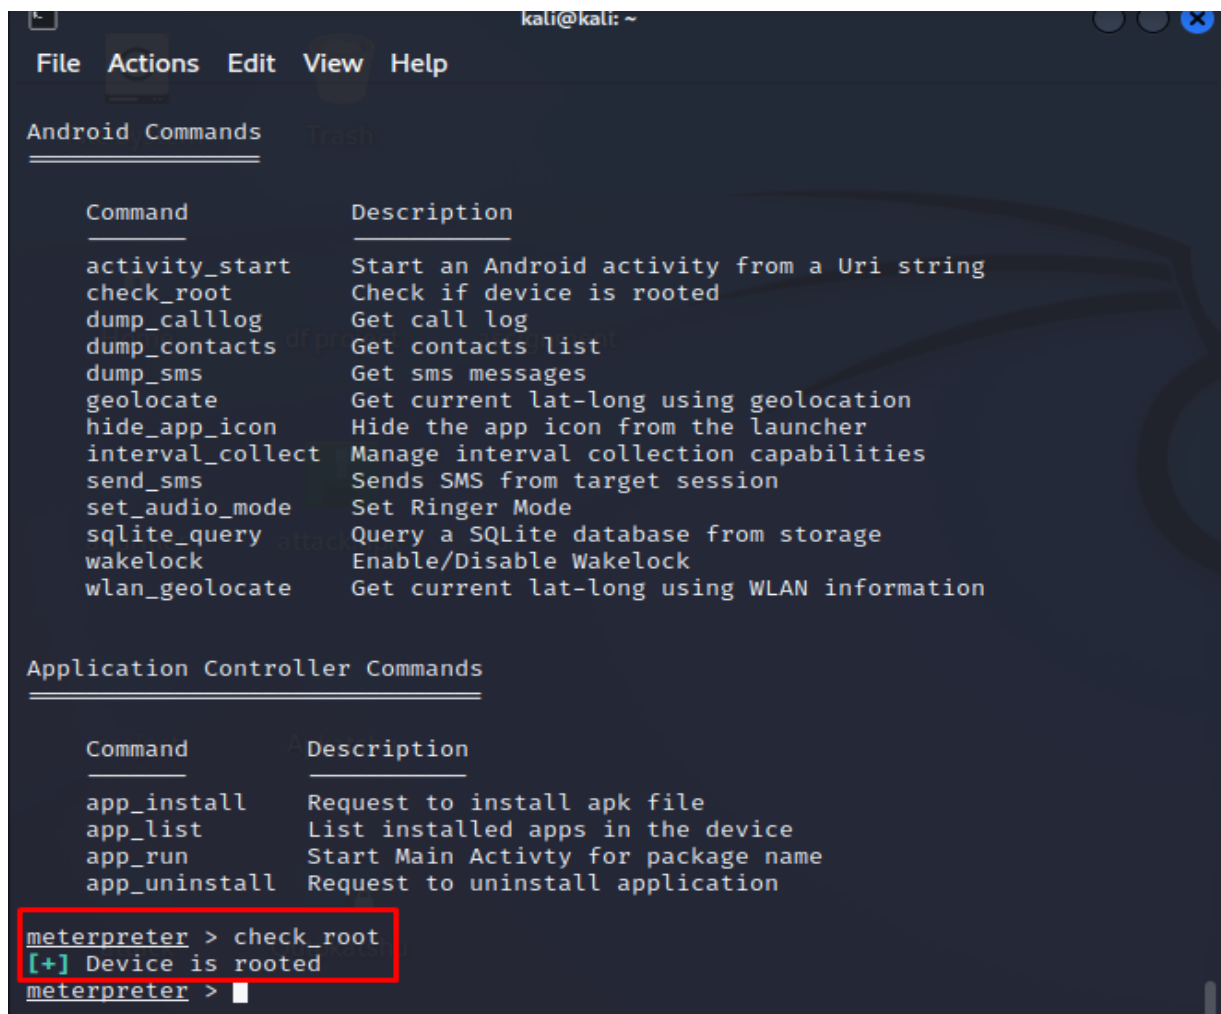 kali@kali: ~
File Actions Edit View Help
Trash
Android Commands
Command Description
activity_start Start an Android activity from a Uri string
check_root Check if device is rooted
dump_calllog Get call log
dump_contacts Get contacts list
dump_sms Get sms messages
geolocate Get current lat-long using geolocation
hide_app_icon Hide the app icon from the launcher
interval_collect Manage interval collection capabilities
send_sms Sends SMS from target session
set_audio_mode Set Ringer Mode
sqlite_query Query a SQLite database from storage
wakelock Enable/Disable Wakelock
wlan_geolocate Get current lat-long using WLAN information
Application Controller Commands
Command Description
app_install Request to install apk file
app_list List installed apps in the device
app_run Start Main Activty for package name
app_uninstall Request to uninstall application
meterpreter > check_root
[+] Device is rooted
meterpreter >